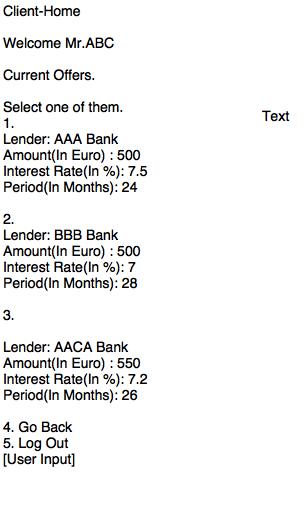 Client-Home
Welcome Mr.ABC
Current Offers.
Select one of them.
Text
1.
Lender: AAA Bank
Amount(In Euro) : 500
Interest Rate(In %): 7.5
Period(In Months): 24
2.
Lender: BBB Bank
Amount(In Euro) : 500
Interest Rate(In %): 7
Period(In Months): 28
3.
Lender: AACA Bank
Amount(In Euro) : 550
Interest Rate(In %): 7.2
Period(In Months): 26
4. Go Back
5. Log Out
[User Input]